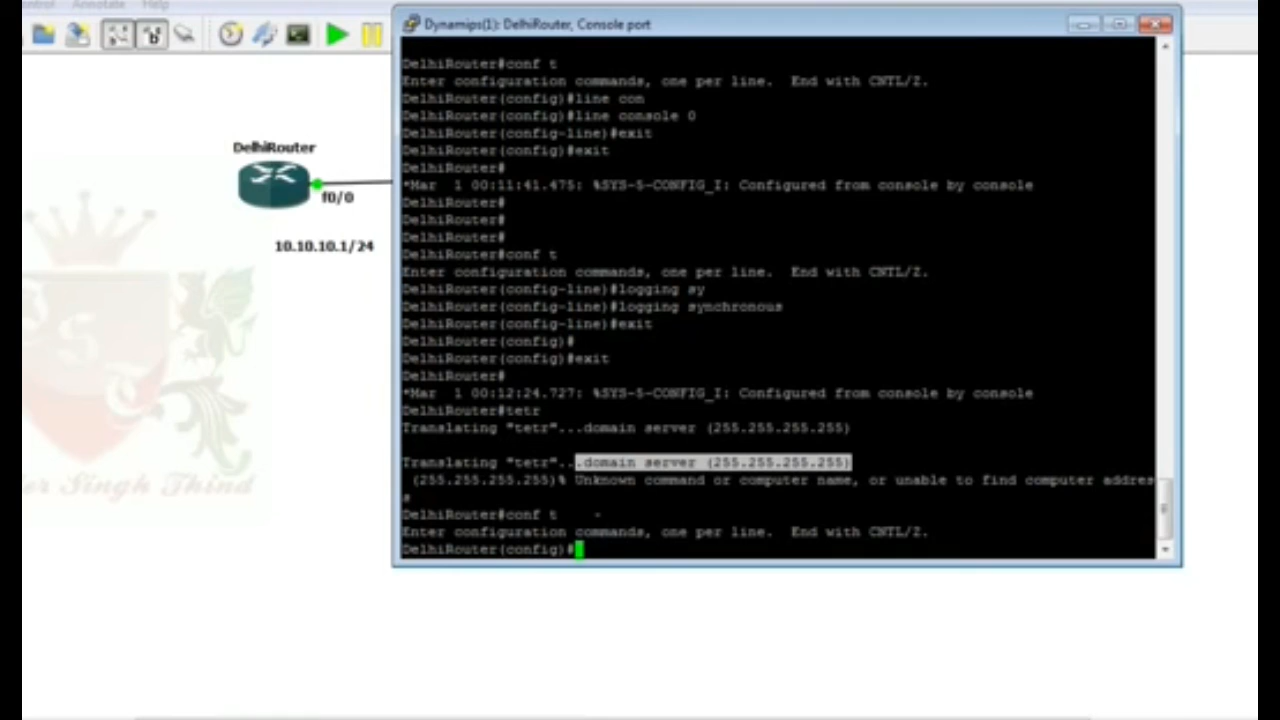 Annotate Help
Dynamips(1): DelhiRouter, Console port
DelhiRouter#conf t
Enter configuration commands, one per line.  End with CNTL/Z.
DelhiRouter(config)#line con
DelhiRouter(config)#line console 0
DelhiRouter(config-line)#exit
DelhiRouter(config)#exit
DelhiRouter#
*Mar  1 00:11:41.475: %SYS-5-CONFIG_I: Configured from console by console
DelhiRouter#
DelhiRouter#
DelhiRouter#
DelhiRouter#conf t
Enter configuration commands, one per line.  End with CNTL/Z.
DelhiRouter(config-line)#logging sy
DelhiRouter(config-line)#logging synchronous
DelhiRouter(config-line)#exit
DelhiRouter(config)#
DelhiRouter(config)#exit
DelhiRouter#
*Mar  1 00:12:24.727: %SYS-5-CONFIG_I: Configured from console by console
DelhiRouter#tetr
Translating "tetr"...domain server (255.255.255.255)
Translating "tetr"...domain server (255.255.255.255)
(255.255.255.255)% Unknown command or computer name, or unable to find computer addres
s
DelhiRouter#conf t    -
Enter configuration commands, one per line.  End with CNTL/Z.
DelhiRouter(config)#
DelhiRouter
f0/0
10.10.10.1/24
PS
Singh Thind